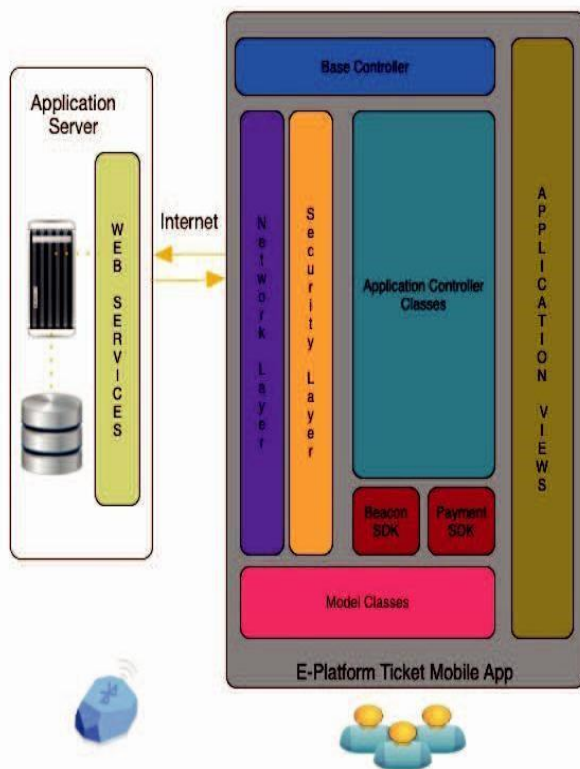 Application
Server
WEB SERVICES
Internet
Base Controller
Network Layer
Security Layer
Application Controller
Classes
Beacon
SDK
Payment
SDK
Model Classes
APPLICATION VIEWS
E-Platform Ticket Mobile App